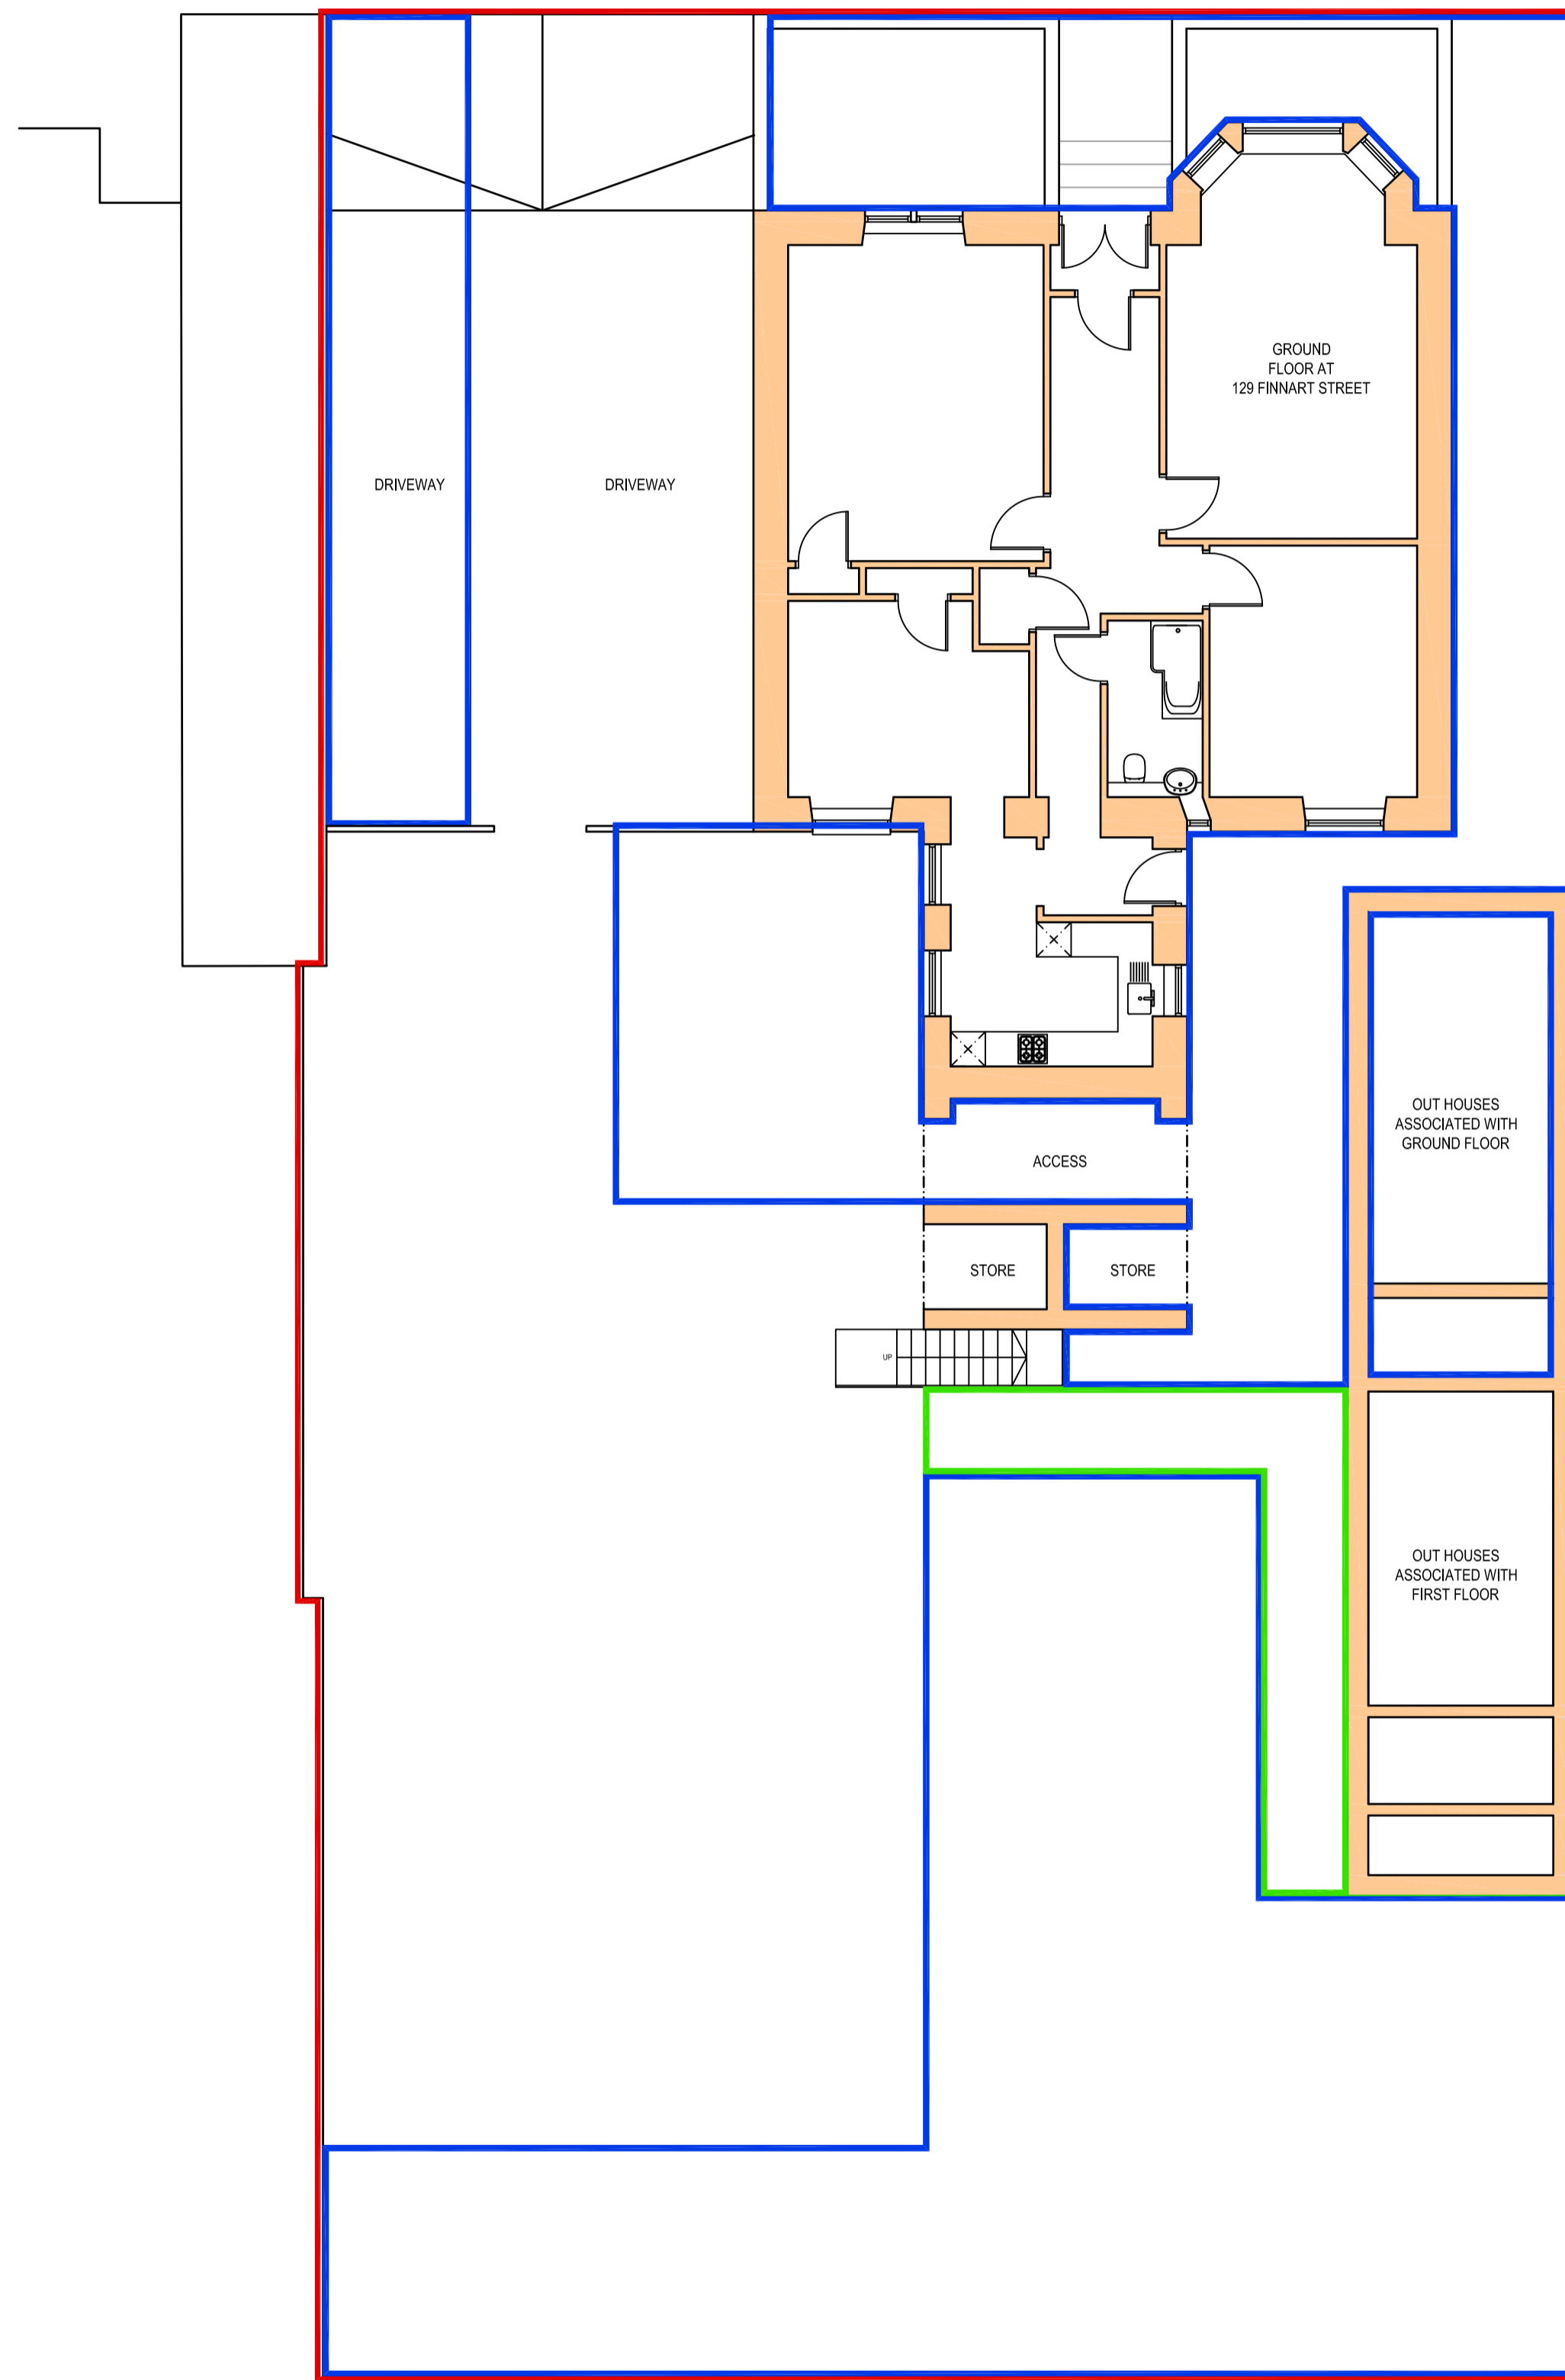 GROUND
FLOOR AT
129 FINNART STREET
DRIVEWAY
DRIVEWAY
OUT HOUSES
ASSOCIATED WITH
GROUND FLOOR
ACCESS
STORE
STORE
UP
OUT HOUSES
ASSOCIATED WITH
FIRST FLOOR